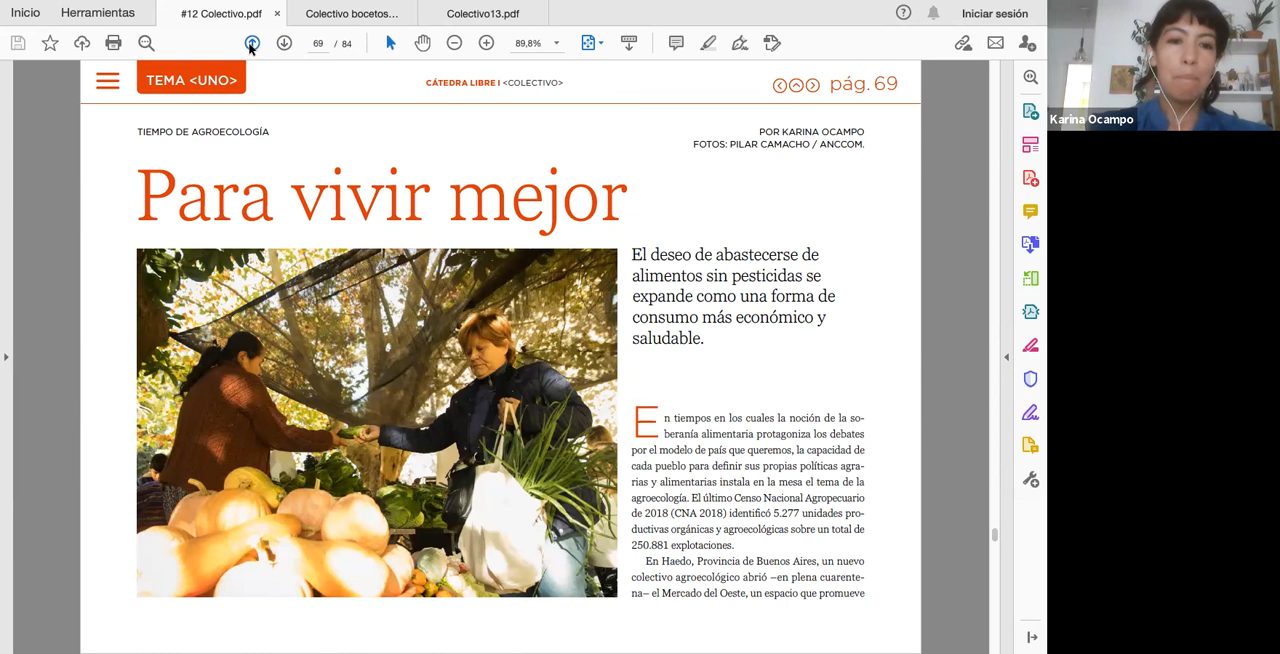 Inicio
Herramientas
#12 Colectivo.pdf
Colectivo bocetos...
Colectivo13.pdf
Iniciar sesión
69 / 84
89,8%
TEMA <UNO>
CÁTEDRA LIBRE I <COLECTIVO>
pág. 69
TIEMPO DE AGROECOLOGÍA
POR KARINA OCAMPO
FOTOS: PILAR CAMACHO / ANCCOM.
Para vivir mejor
El deseo de abastecerse de
alimentos sin pesticidas se
expande como una forma de
consumo más económico y
saludable.
En tiempos en los cuales la noción de la so-
beranía alimentaria protagoniza los debates
por el modelo de país que queremos, la capacidad de
cada pueblo para definir sus propias políticas agra-
rias y alimentarias instala en la mesa el tema de la
agroecología. El último Censo Nacional Agropecuario
de 2018 (CNA 2018) identificó 5.277 unidades pro-
ductivas orgánicas y agroecológicas sobre un total de
250.881 explotaciones.
En Haedo, Provincia de Buenos Aires, un nuevo
colectivo agroecológico abrió –en plena cuarente-
na– el Mercado del Oeste, un espacio que promueve
Karina Ocampo